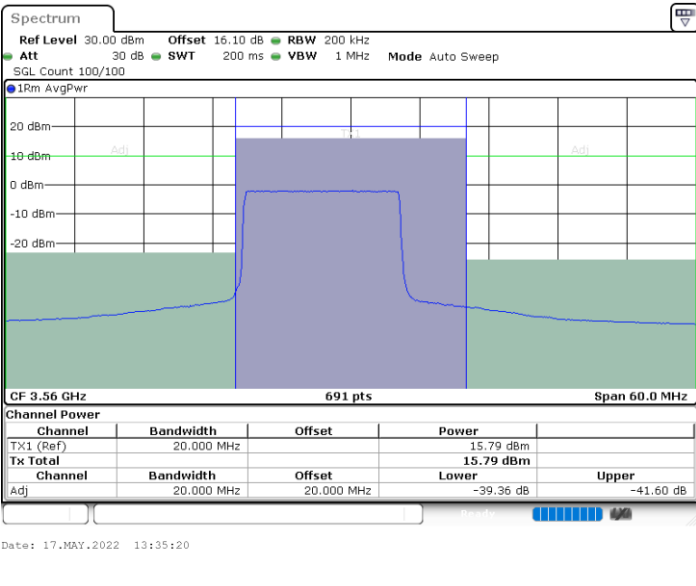 Spectrum
Ref Level 30.00 dBm Offset 16.10 dB RBW 200 kHz
Att 30 dB SWT 200 ms VBW 1 MHz Mode Auto Sweep
SGL Count 100/100
1Rm AvgPwr
20 dBm
TX1
Adj Adj
10 dBm
0 dBm
-10 dBm
-20 dBm
CF 3.56 GHz 691 pts Span 60.0 MHz
Channel Power
Channel Bandwidth Offset Power
TX1 (Ref) 20.000 MHz 15.79 dBm
Tx Total 15.79 dBm
Channel Bandwidth Offset Lower Upper
Adj 20.000 MHz 20.000 MHz -39.36 dB -41.60 dB
Ready
Date: 17.MAY.2022 13:35:20